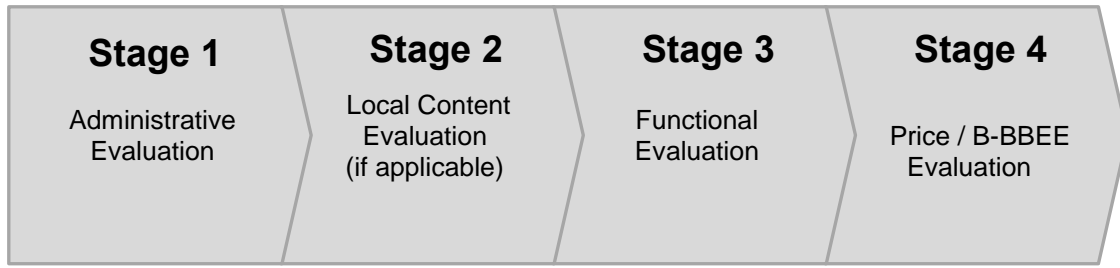 Stage 1
Administrative
Evaluation
Stage 2
Local Content
Evaluation
(if applicable)
Stage 3
Functional
Evaluation
Stage 4
Price / B-BBEE
Evaluation